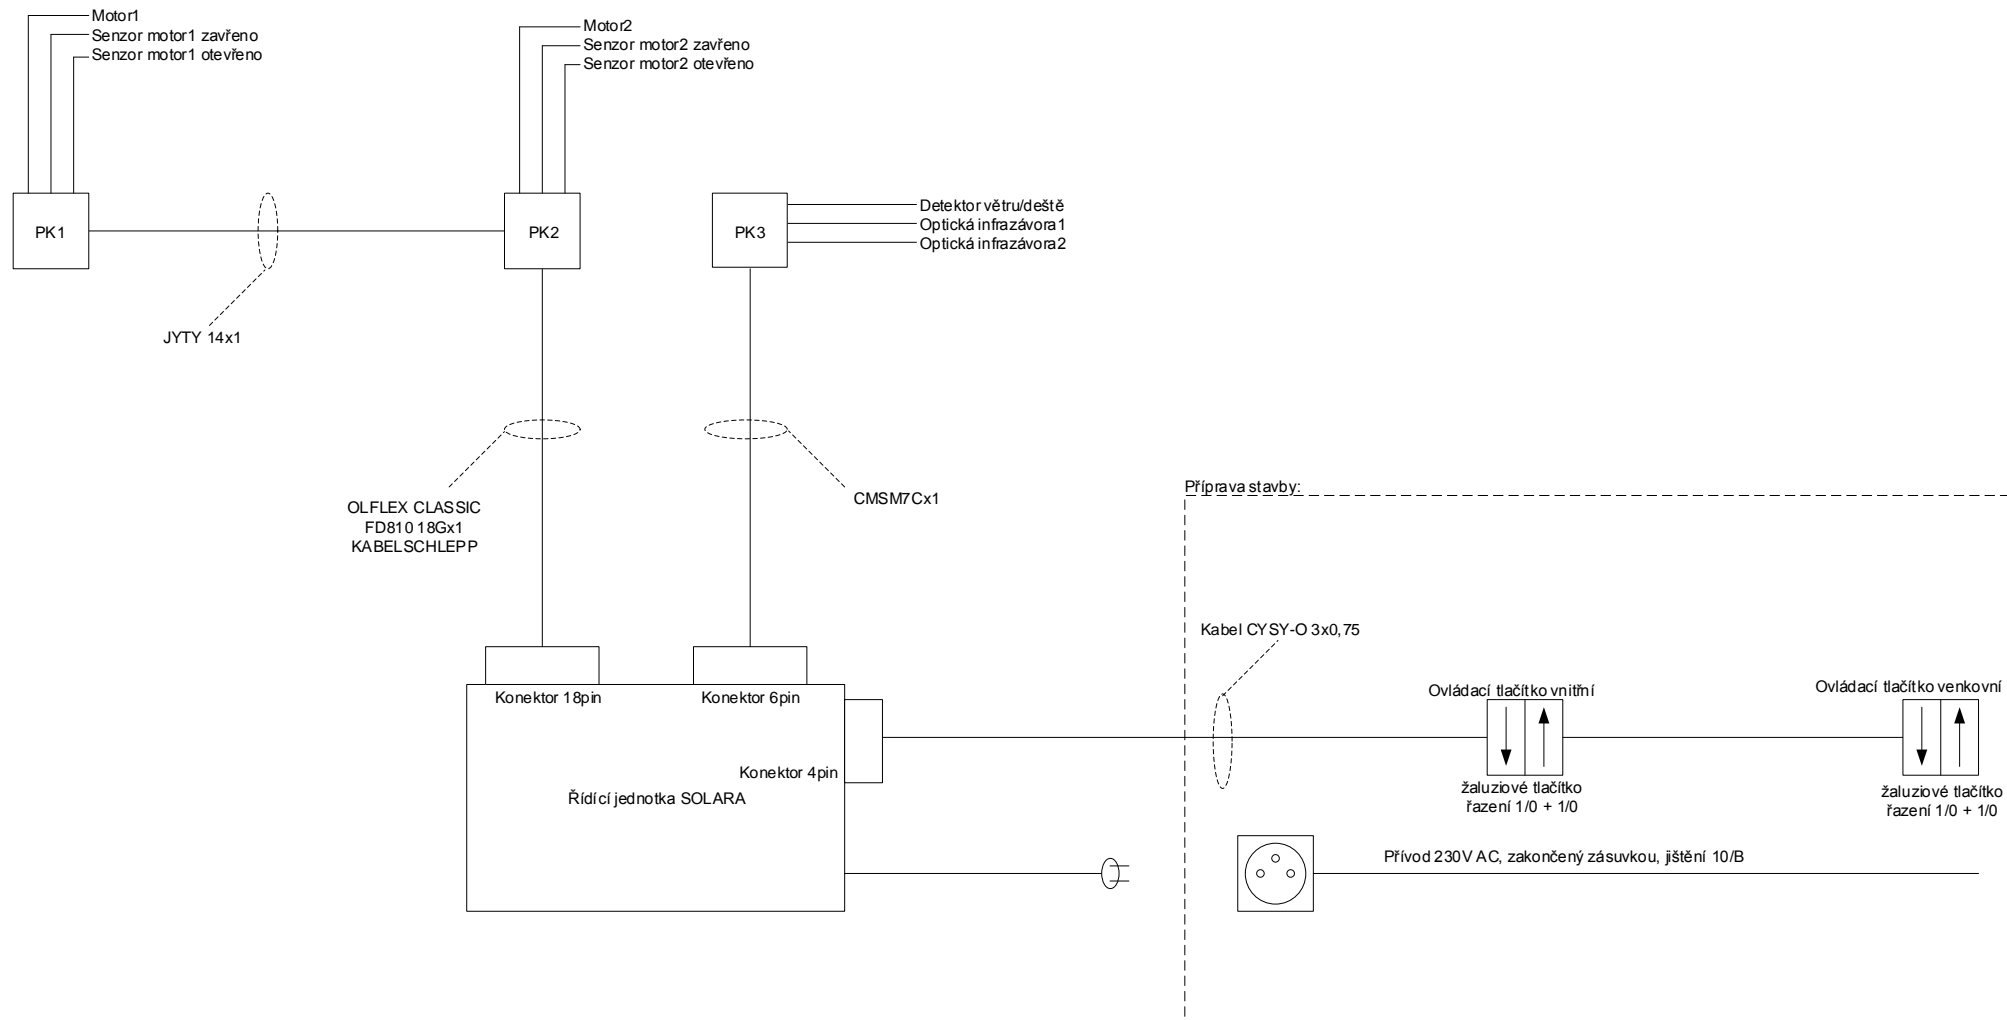 Motor1
Senzor motor1 zavřeno
Senzor motor1 otevřeno
Motor2
Senzor motor2 zavřeno
Senzor motor2 otevřeno
PK1
PK2
PK3
Detektor větru/deště
Optická infrazávora1
Optická infrazávora2
JYTY 14x1
OLFLEX CLASSIC
FD810 18Gx1
KABELSCHLEPP
CMSM7Cx1
Příprava stavby:
Kabel CYSY-O 3x0,75
Konektor 18pin
Konektor 6pin
Konektor 4pin
Řídící jednotka SOLARA
Ovládací tlačítko vnitřní
žaluziové tlačítko
řazení 1/0 + 1/0
Ovládací tlačítko venkovní
žaluziové tlačítko
řazení 1/0 + 1/0
Přívod 230V AC, zakončený zásuvkou, jištění 10/B